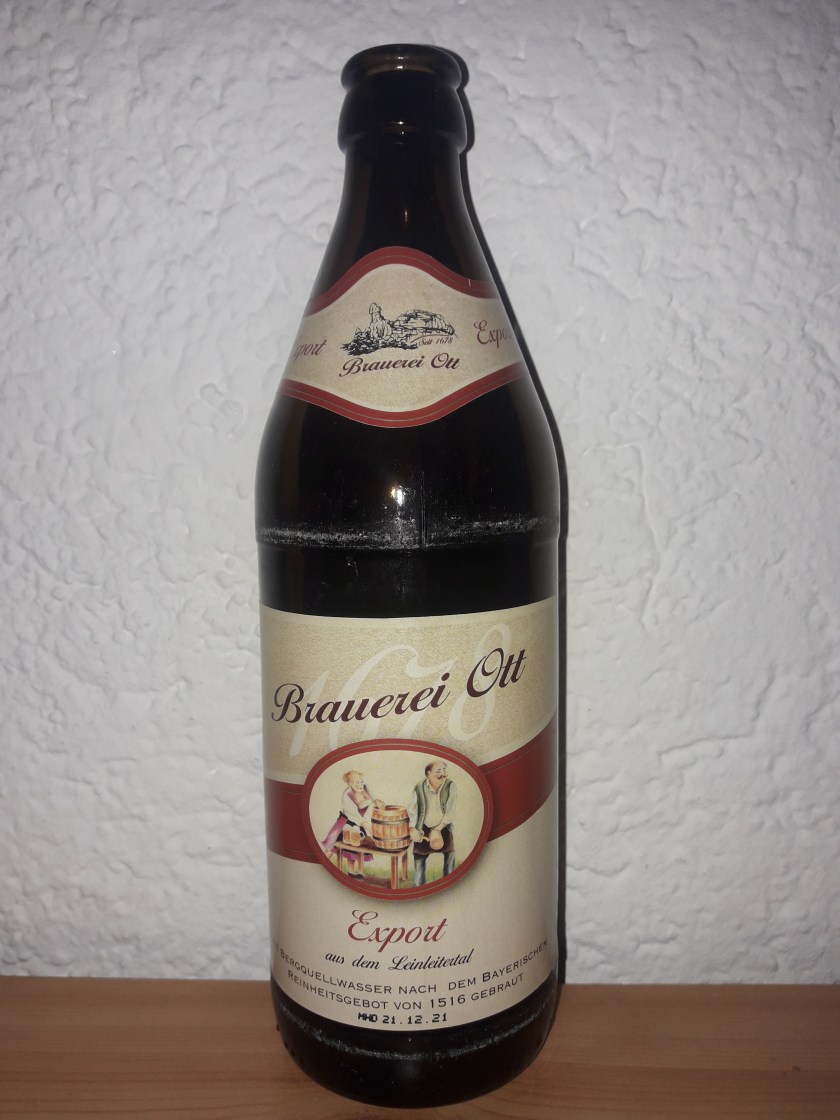 Export
Seit 1678
Brauerei Ott
1678
Brauerei Ott
Export
aus dem Leinleitertal
Bergquellwasser nach dem Bayerischen
Reinheitsgebot von 1516 gebraut
MHD 21.12.21